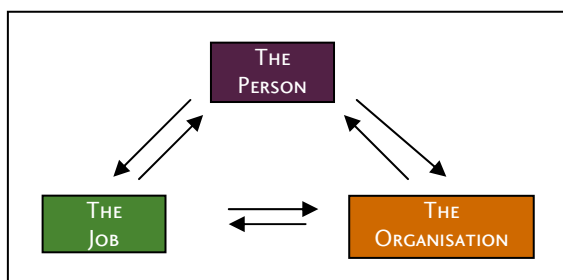 The
Person
The
Job
The
Organisation